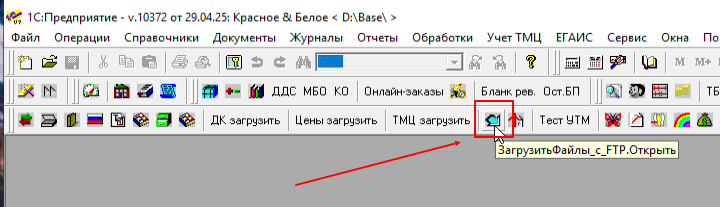 1С:Предприятие - v.10372 от 29.04.25: Красное & Белое < D:\Base\ >
Файл Операции Справочники Документы Журналы Отчеты Обработки Учет ТМЦ ЕГАИС Сервис Окна По
M M+
ДДС МБО КО Онлайн-заказы Бланк рев. Ост.БП ТБ
ДК загрузить Цены загрузить ТМЦ загрузить Тест УТМ
ЗагрузитьФайлы_с_FTP.Открыть